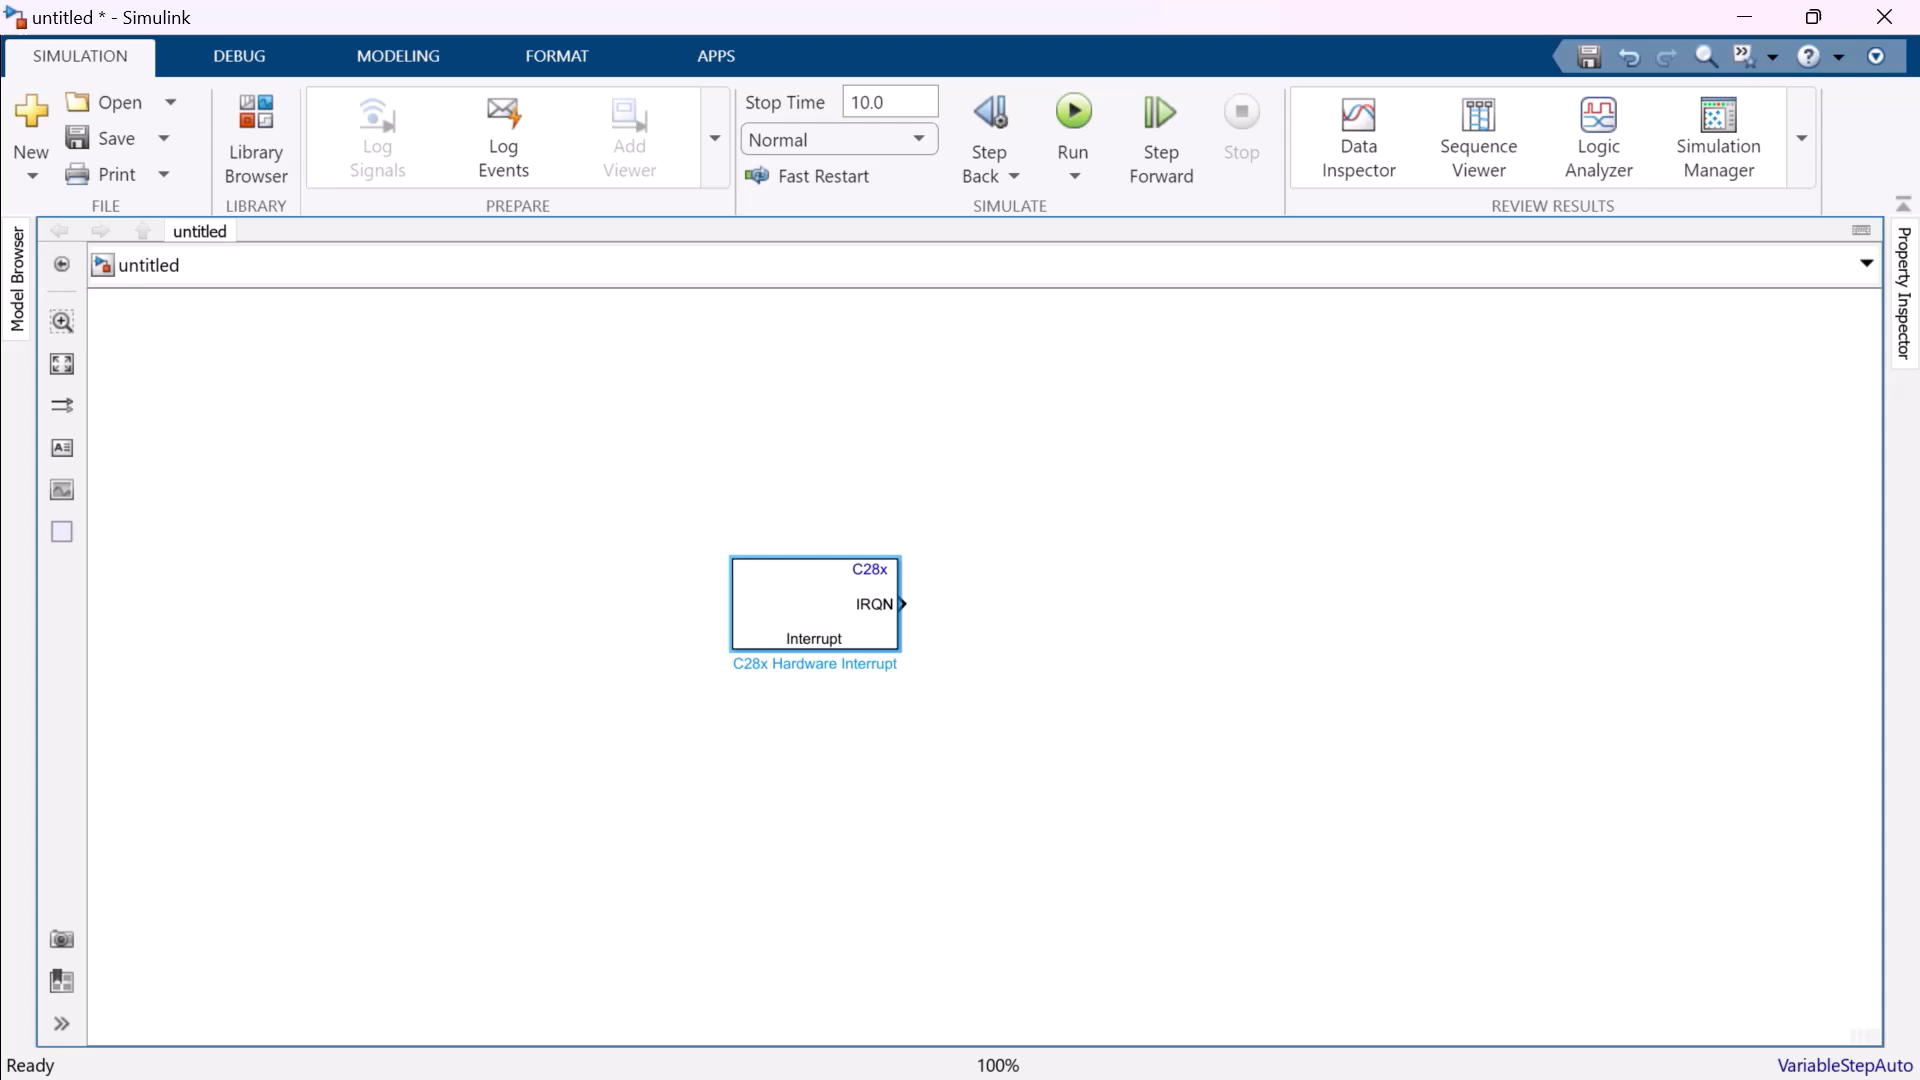 untitled * - Simulink
SIMULATION
DEBUG
MODELING
FORMAT
APPS
New
Open
Save
Print
FILE
Library
Browser
LIBRARY
Log
Signals
Log
Events
Add
Viewer
PREPARE
Stop Time 10.0
Normal
Fast Restart
Step
Back
Run
Step
Forward
Stop
SIMULATE
Data
Inspector
Sequence
Viewer
Logic
Analyzer
Simulation
Manager
REVIEW RESULTS
Model Browser
untitled
untitled
Property Inspector
C28x
IRQN
Interrupt
C28x Hardware Interrupt
Ready
100%
VariableStepAuto